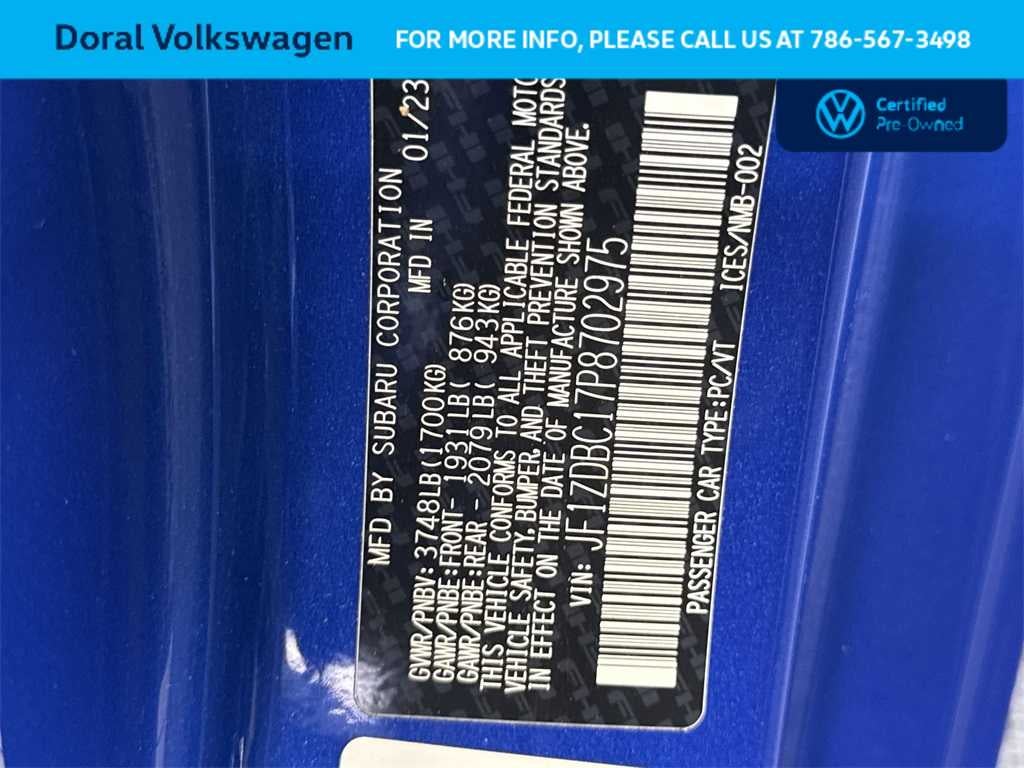 Doral Volkswagen
FOR MORE INFO, PLEASE CALL US AT 786-567-3498
Certified
Pre-Owned
MFD BY SUBARU CORPORATION
MFD IN 01/23
GVWR/PNBV:3748LB(1700KG)
GAWR/PNBE:FRONT- 1931LB( 876KG)
GAWR/PNBE:REAR - 2079LB( 943KG)
THIS VEHICLE CONFORMS TO ALL APPLICABLE FEDERAL MOTO
VEHICLE SAFETY,BUMPER,AND THEFT PREVENTION STANDARDS
IN EFFECT ON THE DATE OF MANUFACTURE SHOWN ABOVE.
VIN: JF1ZDBC17P8702975
PASSENGER CAR TYPE:PC/VT ICES/NMB-002